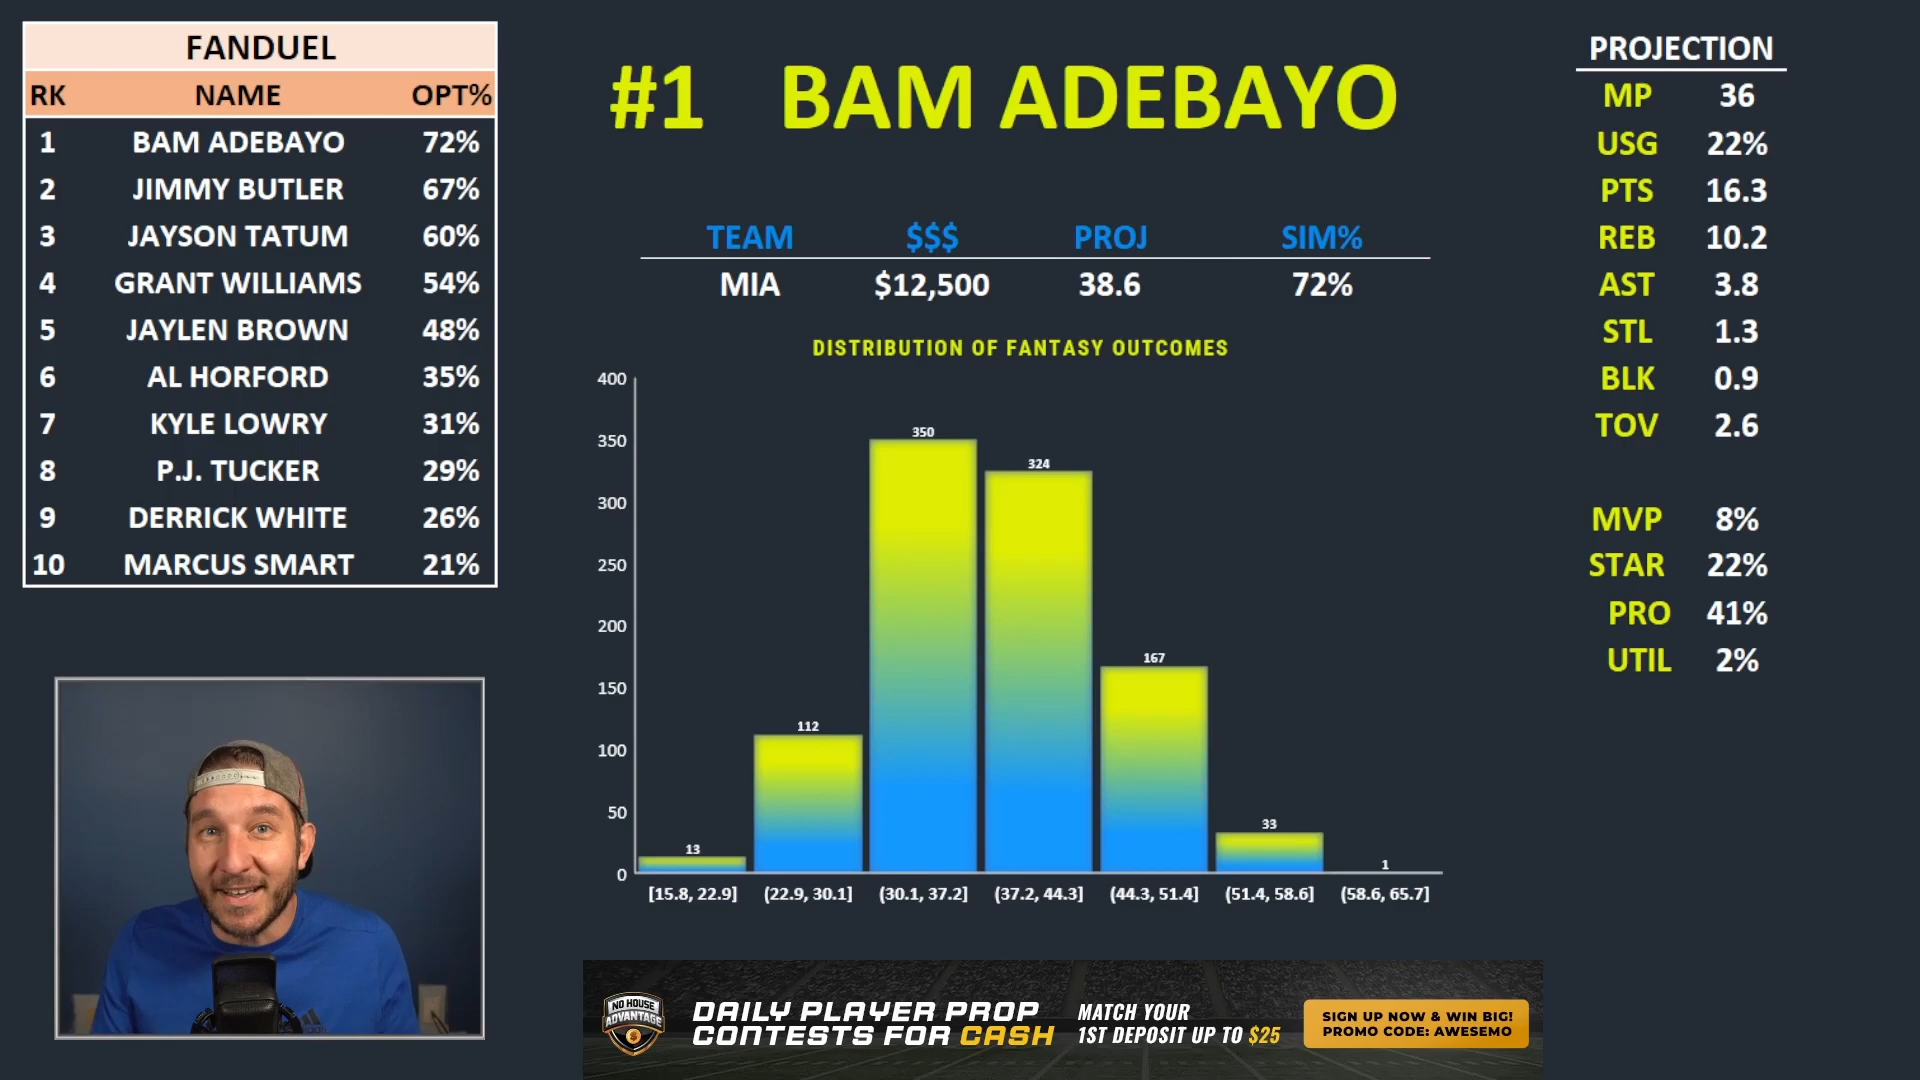 FANDUEL
RK NAME OPT%
1 BAM ADEBAYO 72%
2 JIMMY BUTLER 67%
3 JAYSON TATUM 60%
4 GRANT WILLIAMS 54%
5 JAYLEN BROWN 48%
6 AL HORFORD 35%
7 KYLE LOWRY 31%
8 P.J. TUCKER 29%
9 DERRICK WHITE 26%
10 MARCUS SMART 21%
#1 BAM ADEBAYO
TEAM $$$ PROJ SIM%
MIA $12,500 38.6 72%
DISTRIBUTION OF FANTASY OUTCOMES
400
350
300
250
200
150
100
50
0
13
112
350
324
167
33
1
[15.8, 22.9] (22.9, 30.1] (30.1, 37.2] (37.2, 44.3] (44.3, 51.4] (51.4, 58.6] (58.6, 65.7]
PROJECTION
MP 36
USG 22%
PTS 16.3
REB 10.2
AST 3.8
STL 1.3
BLK 0.9
TOV 2.6
MVP 8%
STAR 22%
PRO 41%
UTIL 2%
NO HOUSE
ADVANTAGE
DAILY PLAYER PROP
CONTESTS FOR CASH
MATCH YOUR
1ST DEPOSIT UP TO $25
SIGN UP NOW & WIN BIG!
PROMO CODE: AWESEMO